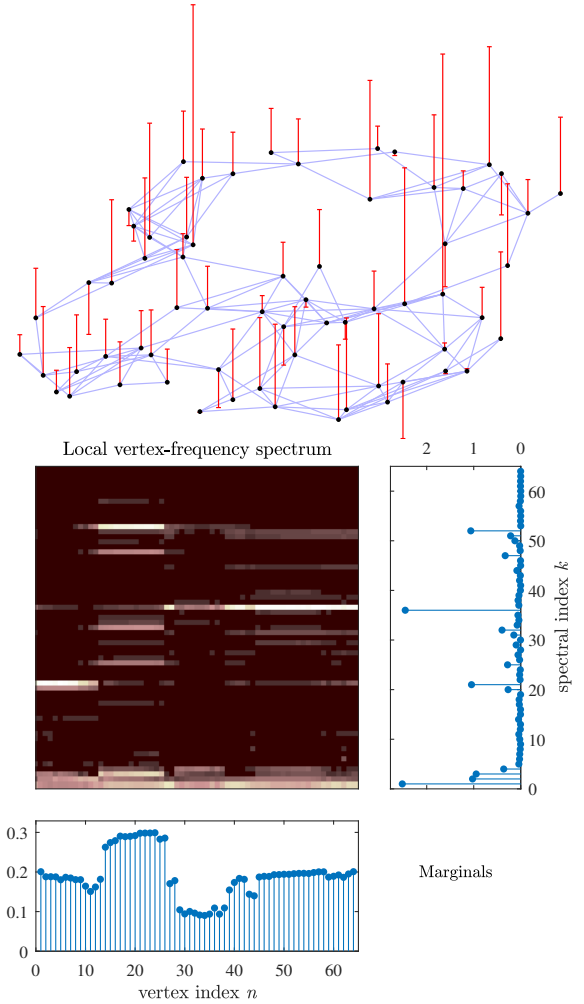 Local vertex-frequency spectrum
2 1 0
60
50
40
30
20
10
0
spectral index k
0.3
0.2
0.1
0
0 10 20 30 40 50 60
vertex index n
Marginals